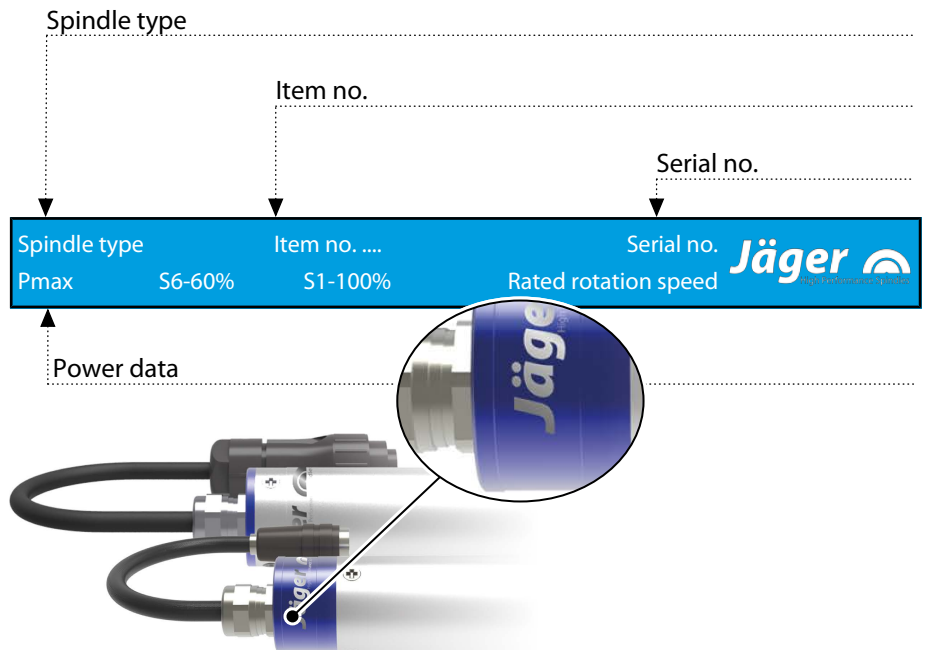 Spindle type
Item no.
Serial no.
Spindle type Item no. .... Serial no.
Pmax S6-60% S1-100% Rated rotation speed
Jäger
Power data
Jäge
Jäger